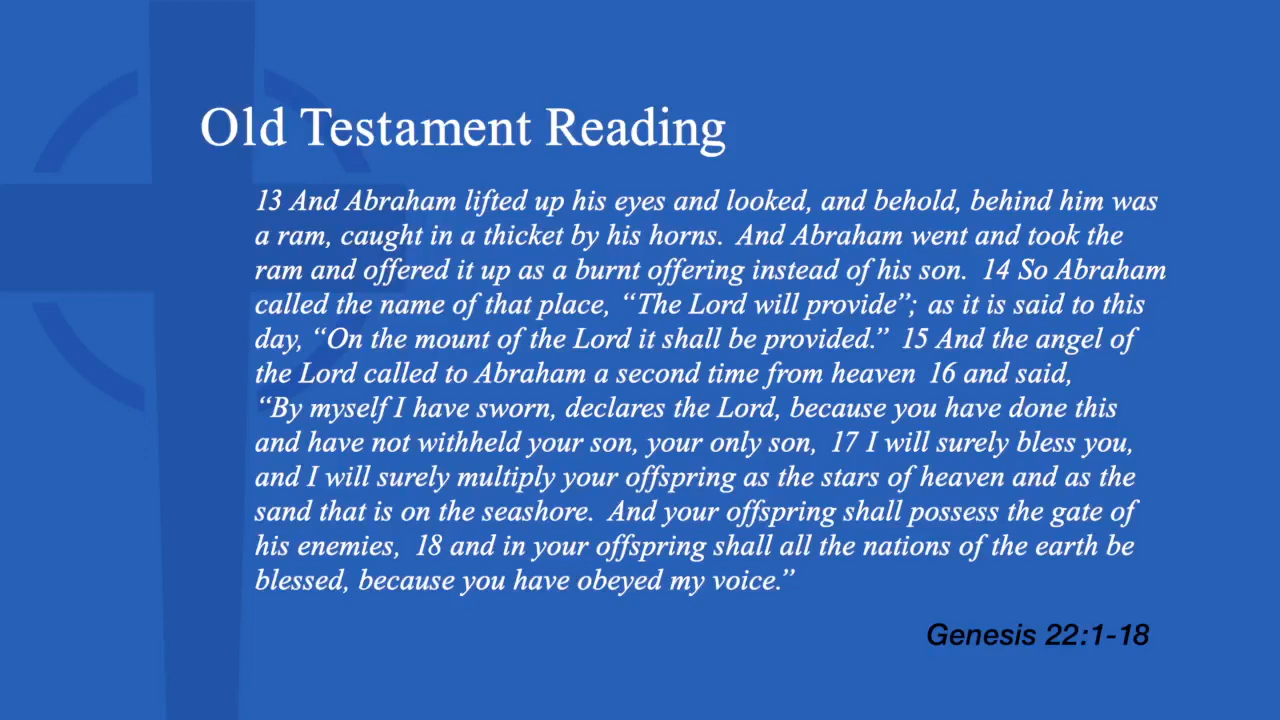 Old Testament Reading
13 And Abraham lifted up his eyes and looked, and behold, behind him was
a ram, caught in a thicket by his horns.  And Abraham went and took the
ram and offered it up as a burnt offering instead of his son.  14 So Abraham
called the name of that place, “The Lord will provide”; as it is said to this
day, “On the mount of the Lord it shall be provided.”  15 And the angel of
the Lord called to Abraham a second time from heaven  16 and said,
“By myself I have sworn, declares the Lord, because you have done this
and have not withheld your son, your only son,  17 I will surely bless you,
and I will surely multiply your offspring as the stars of heaven and as the
sand that is on the seashore.  And your offspring shall possess the gate of
his enemies,  18 and in your offspring shall all the nations of the earth be
blessed, because you have obeyed my voice.”
Genesis 22:1-18